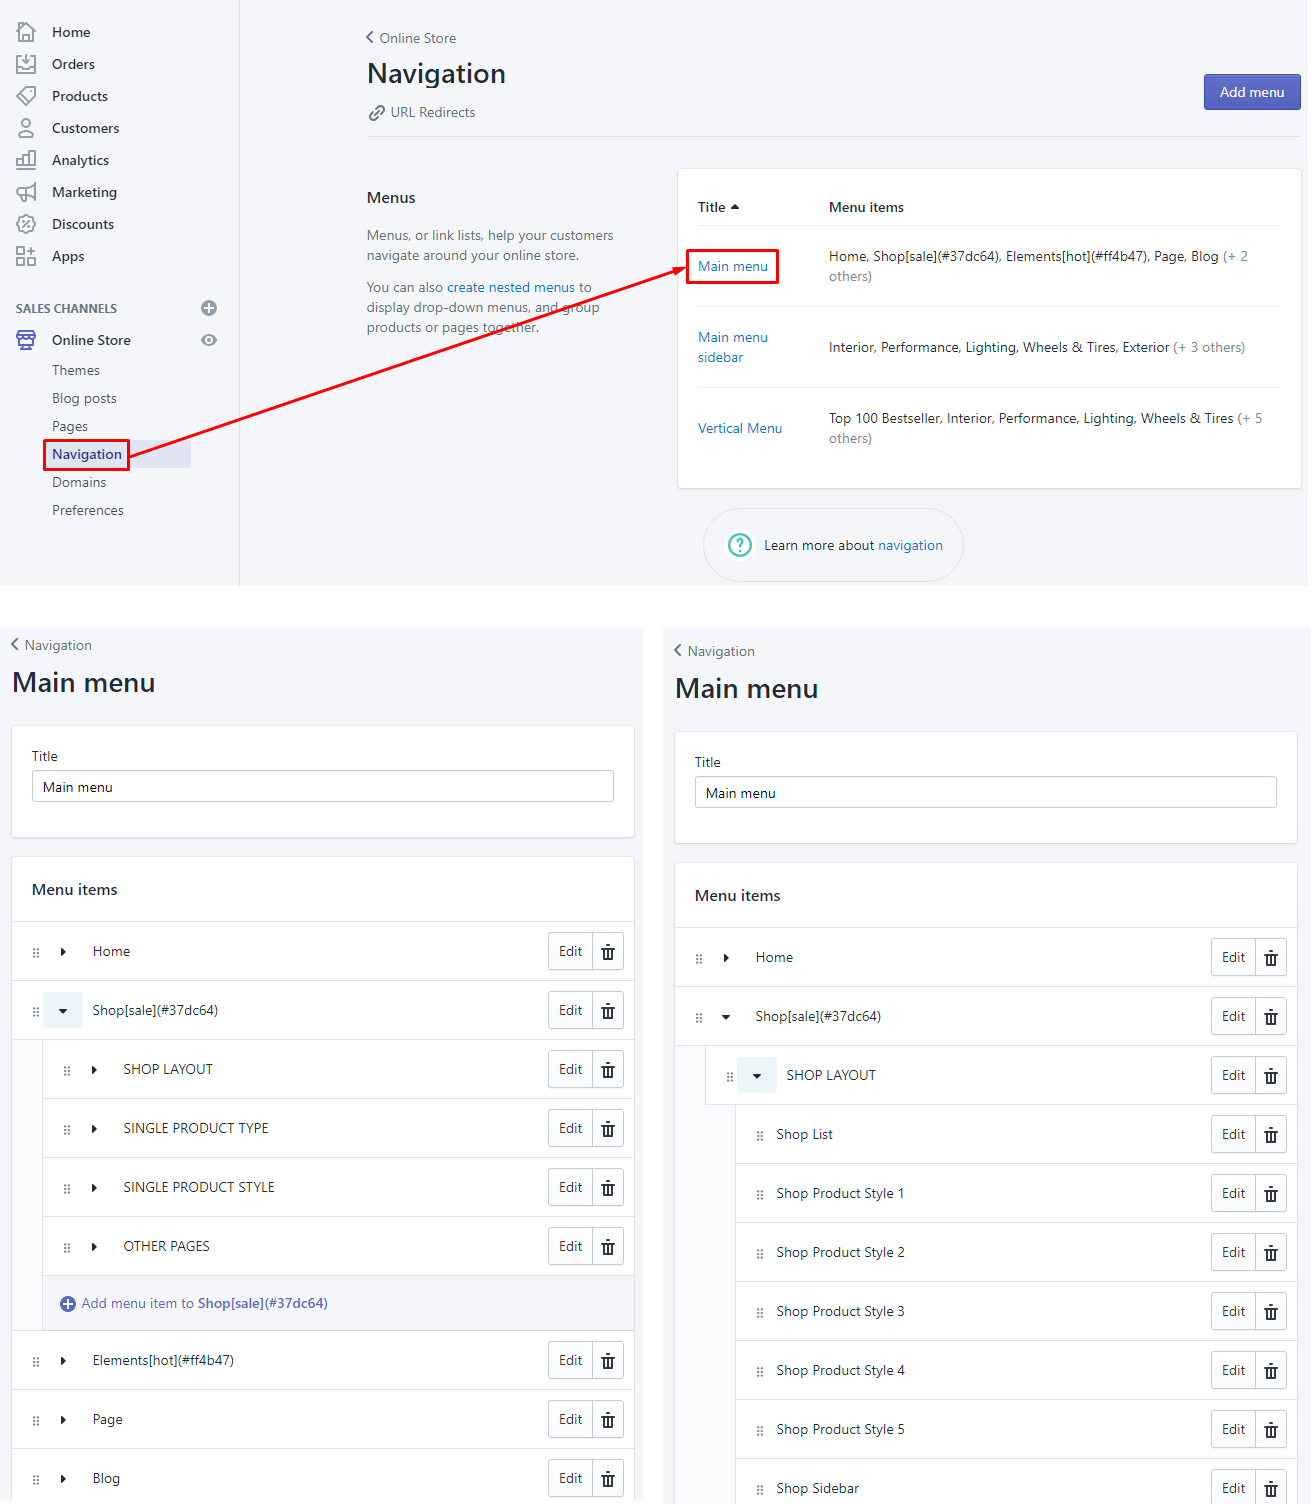 Home
Orders
Products
Customers
Analytics
Marketing
Discounts
Apps
SALES CHANNELS
Online Store
Themes
Blog posts
Pages
Navigation
Domains
Preferences
Online Store
Navigation
URL Redirects
Add menu
Menus
Menus, or link lists, help your customers
navigate around your online store.
You can also create nested menus to
display drop-down menus, and group
products or pages together.
Title Menu items
Main menu
Home, Shop[sale](#37dc64), Elements[hot](#ff4b47), Page, Blog (+ 2
others)
Main menu
sidebar
Interior, Performance, Lighting, Wheels & Tires, Exterior (+ 3 others)
Vertical Menu
Top 100 Bestseller, Interior, Performance, Lighting, Wheels & Tires (+ 5
others)
Learn more about navigation
Navigation
Main menu
Title
Main menu
Menu items
Home Edit
Shop[sale](#37dc64) Edit
SHOP LAYOUT Edit
SINGLE PRODUCT TYPE Edit
SINGLE PRODUCT STYLE Edit
OTHER PAGES Edit
Add menu item to Shop[sale](#37dc64)
Elements[hot](#ff4b47) Edit
Page Edit
Blog Edit
Navigation
Main menu
Title
Main menu
Menu items
Home Edit
Shop[sale](#37dc64) Edit
SHOP LAYOUT Edit
Shop List Edit
Shop Product Style 1 Edit
Shop Product Style 2 Edit
Shop Product Style 3 Edit
Shop Product Style 4 Edit
Shop Product Style 5 Edit
Shop Sidebar Edit